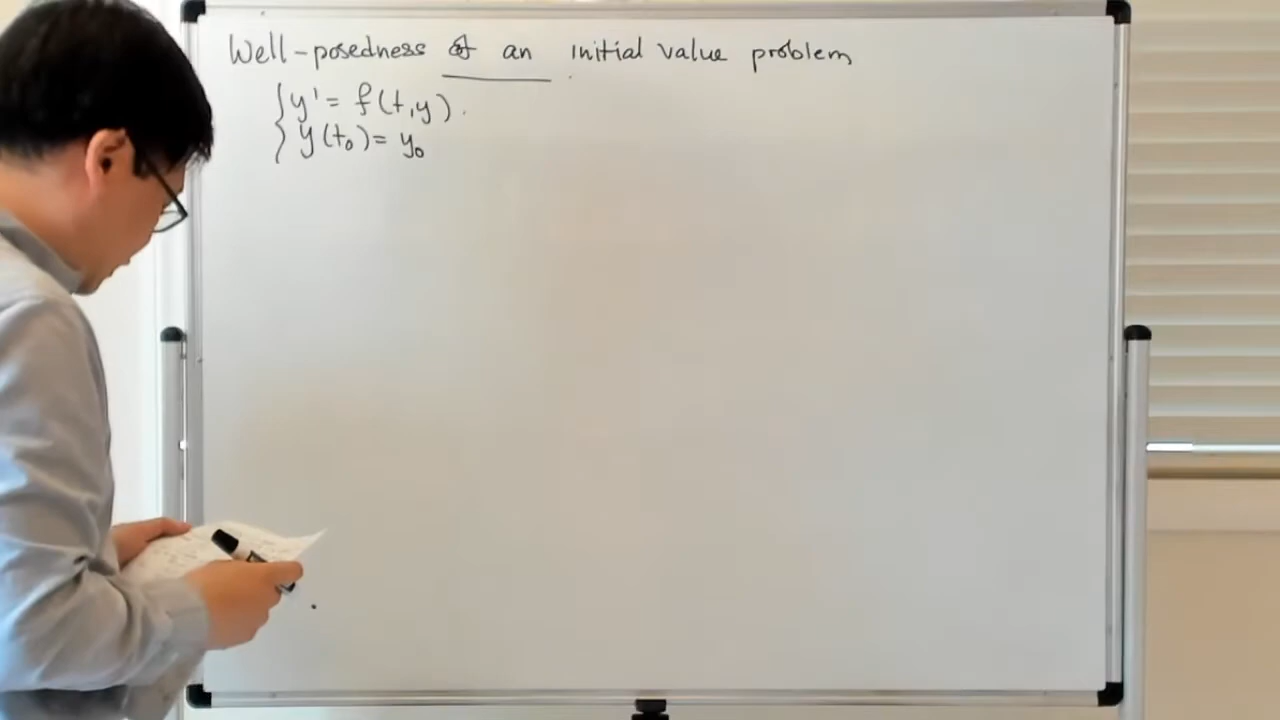 Well-posedness of an initial value problem
y' = f(t,y).
y(t₀) = y₀